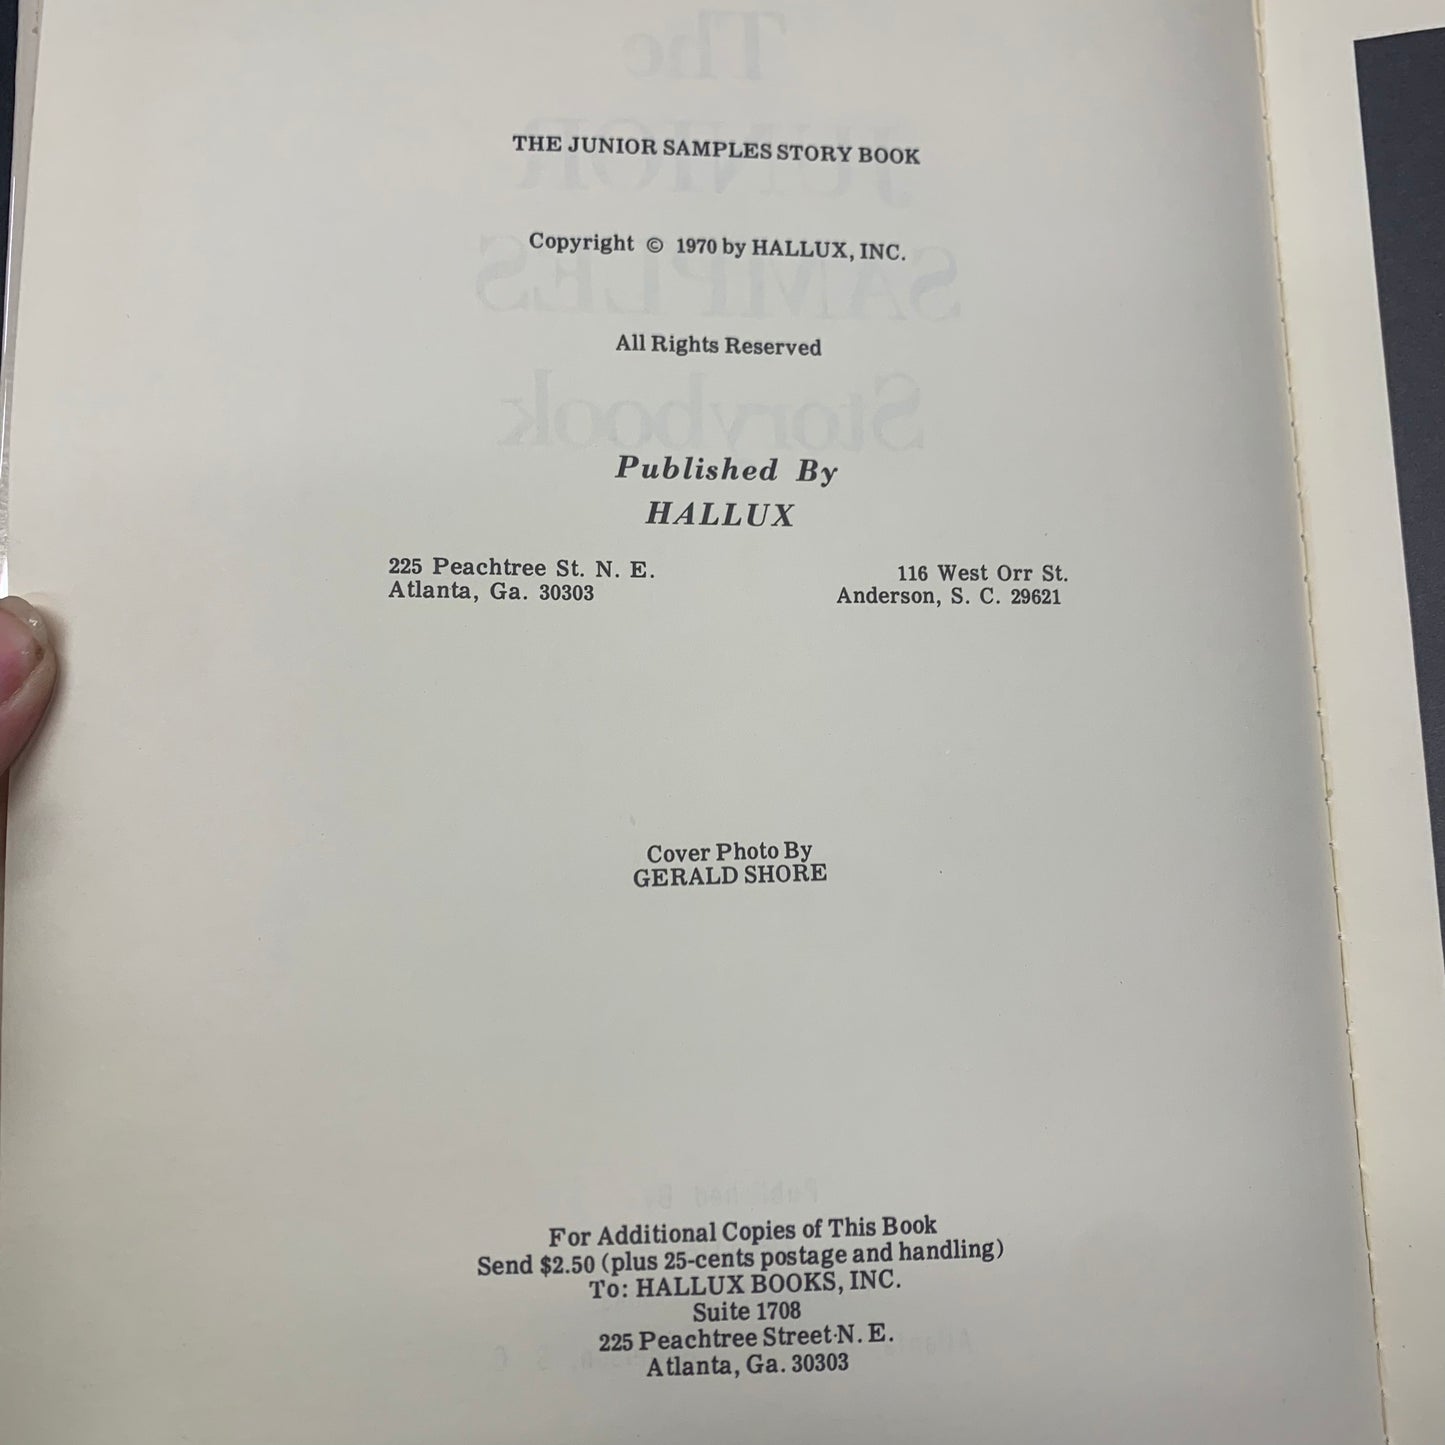 THE JUNIOR SAMPLES STORY BOOK
Copyright © 1970 by HALLUX, INC.
All Rights Reserved
Published By
HALLUX
225 Peachtree St. N. E.
Atlanta, Ga. 30303
116 West Orr St.
Anderson, S. C. 29621
Cover Photo By
GERALD SHORE
For Additional Copies of This Book
Send $2.50 (plus 25-cents postage and handling)
To: HALLUX BOOKS, INC.
Suite 1708
225 Peachtree Street N. E.
Atlanta, Ga. 30303